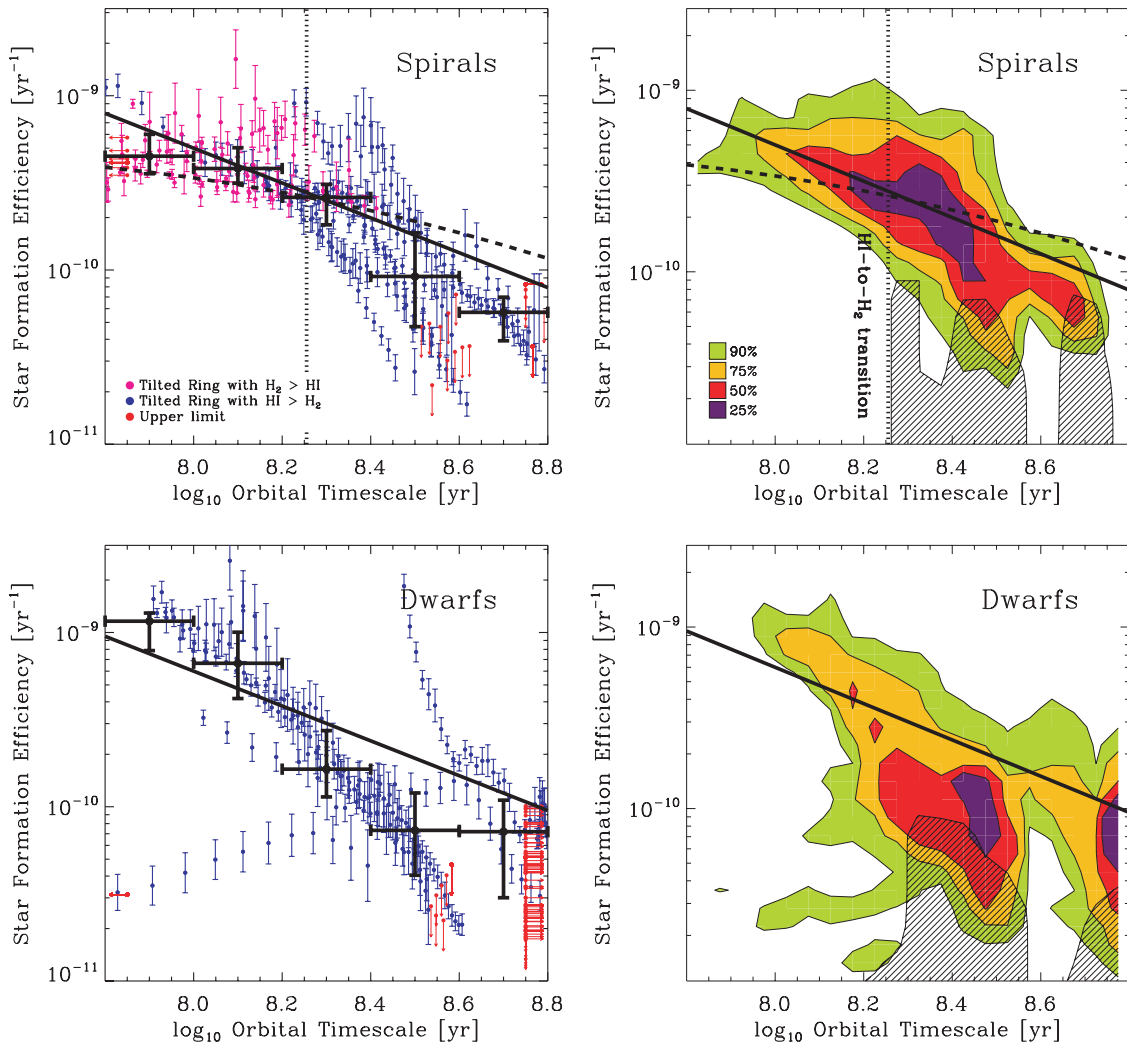 Spirals
Star Formation Efficiency [yr⁻¹]
10⁻⁹
10⁻¹⁰
10⁻¹¹
Tilted Ring with H₂ > HI
Tilted Ring with HI > H₂
Upper limit
8.0 8.2 8.4 8.6 8.8
log₁₀ Orbital Timescale [yr]
Spirals
Star Formation Efficiency [yr⁻¹]
10⁻⁹
10⁻¹⁰
HI-to-H₂ transition
90%
75%
50%
25%
8.0 8.2 8.4 8.6
log₁₀ Orbital Timescale [yr]
Dwarfs
Star Formation Efficiency [yr⁻¹]
10⁻⁹
10⁻¹⁰
10⁻¹¹
8.0 8.2 8.4 8.6 8.8
log₁₀ Orbital Timescale [yr]
Dwarfs
Star Formation Efficiency [yr⁻¹]
10⁻⁹
10⁻¹⁰
8.0 8.2 8.4 8.6
log₁₀ Orbital Timescale [yr]